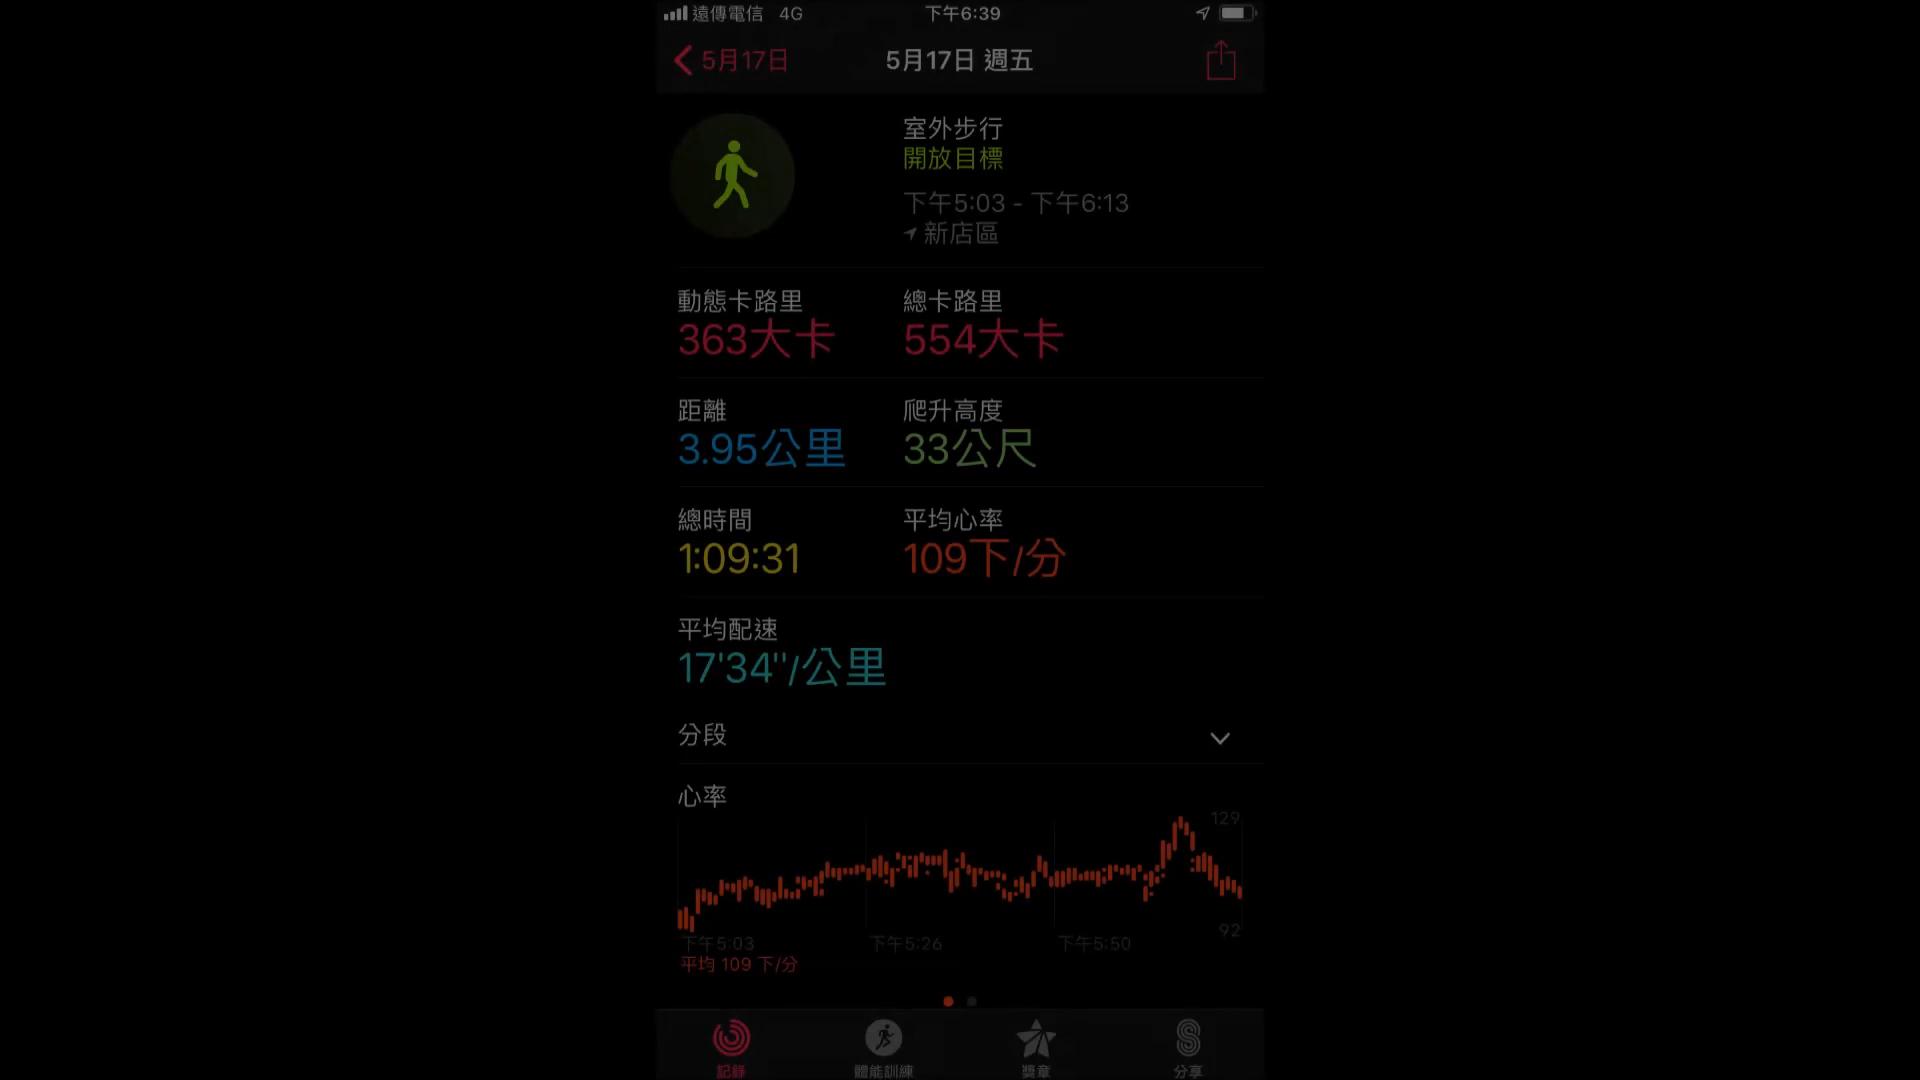 遠傳電信 4G 下午6:39
5月17日 5月17日 週五
室外步行
開放目標
下午5:03 - 下午6:13
新店區
動態卡路里 總卡路里
363大卡 554大卡
距離 爬升高度
3.95公里 33公尺
總時間 平均心率
1:09:31 109下/分
平均配速
17'34"/公里
分段
心率
129
92
下午5:03 下午5:26 下午5:50
平均 109 下/分
記錄 體能訓練 獎章 分享